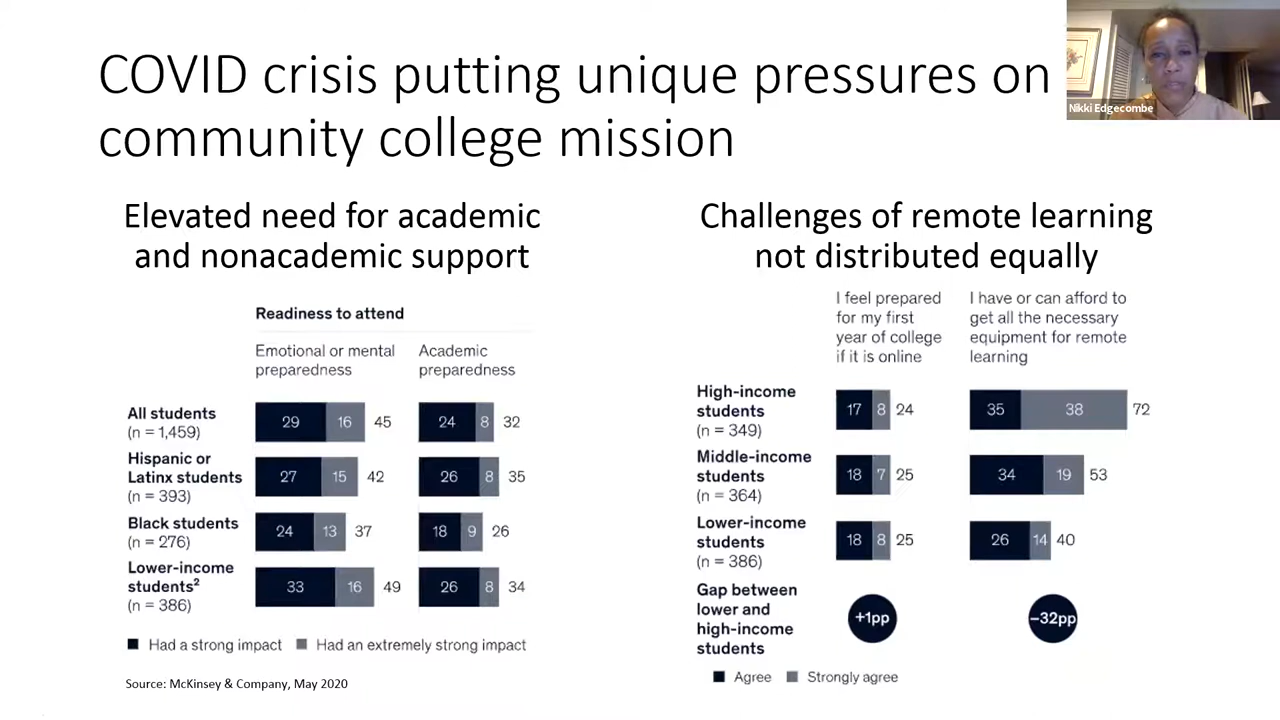 COVID crisis putting unique pressures on
community college mission
Nikki Edgecombe
Elevated need for academic
and nonacademic support
Readiness to attend
Emotional or mental
preparedness
Academic
preparedness
All students
(n = 1,459)
29 16 45
24 8 32
Hispanic or
Latinx students
(n = 393)
27 15 42
26 8 35
Black students
(n = 276)
24 13 37
18 9 26
Lower-income
students²
(n = 386)
33 16 49
26 8 34
Had a strong impact
Had an extremely strong impact
Source: McKinsey & Company, May 2020
Challenges of remote learning
not distributed equally
I feel prepared
for my first
year of college
if it is online
I have or can afford to
get all the necessary
equipment for remote
learning
High-income
students
(n = 349)
17 8 24
35 38 72
Middle-income
students
(n = 364)
18 7 25
34 19 53
Lower-income
students
(n = 386)
18 8 25
26 14 40
Gap between
lower and
high-income
students
+1pp
−32pp
Agree
Strongly agree